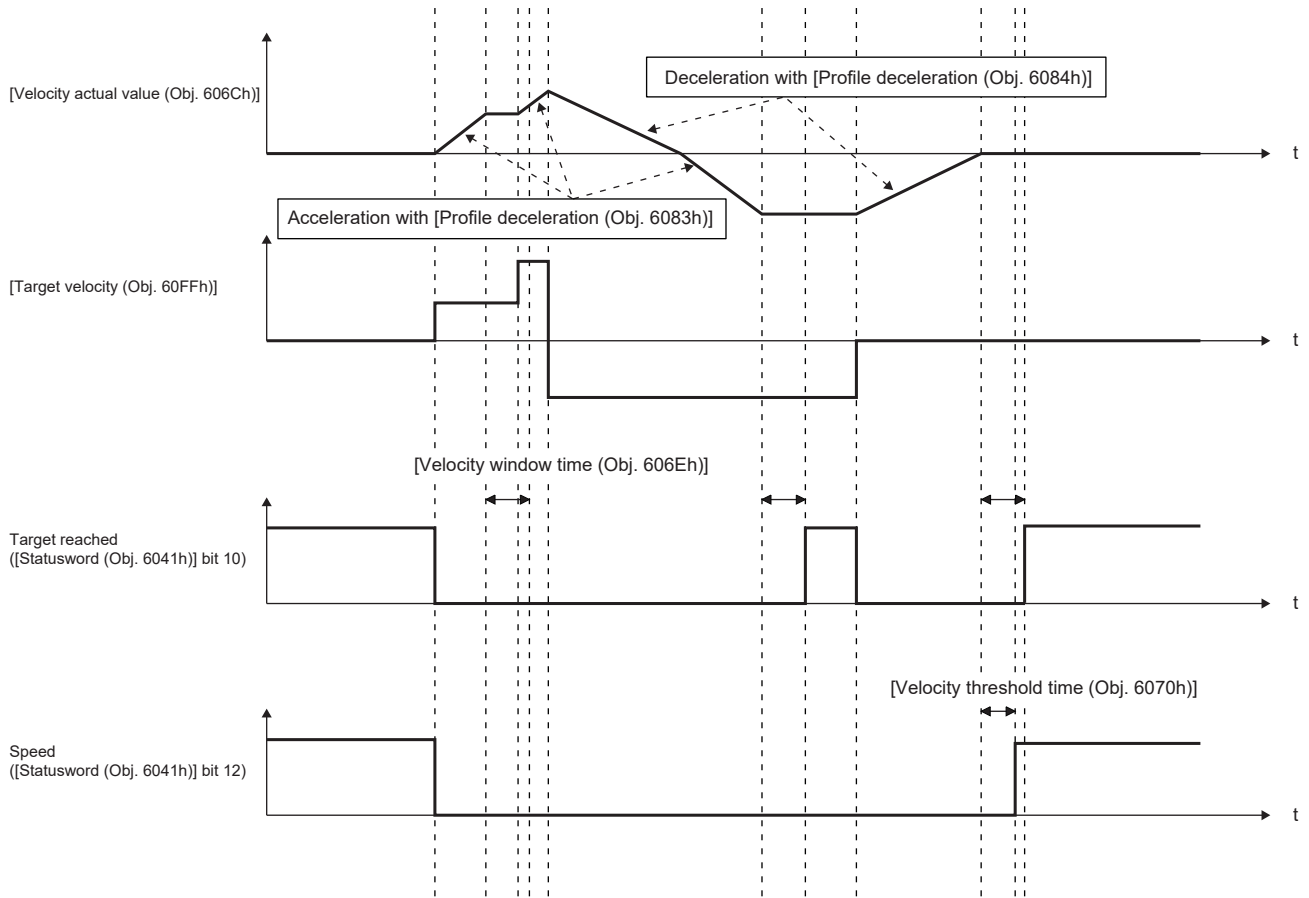 Deceleration with [Profile deceleration (Obj. 6084h)]
[Velocity actual value (Obj. 606Ch)]
t
Acceleration with [Profile deceleration (Obj. 6083h)]
[Target velocity (Obj. 60FFh)]
t
[Velocity window time (Obj. 606Eh)]
Target reached
([Statusword (Obj. 6041h)] bit 10)
t
[Velocity threshold time (Obj. 6070h)]
Speed
([Statusword (Obj. 6041h)] bit 12)
t